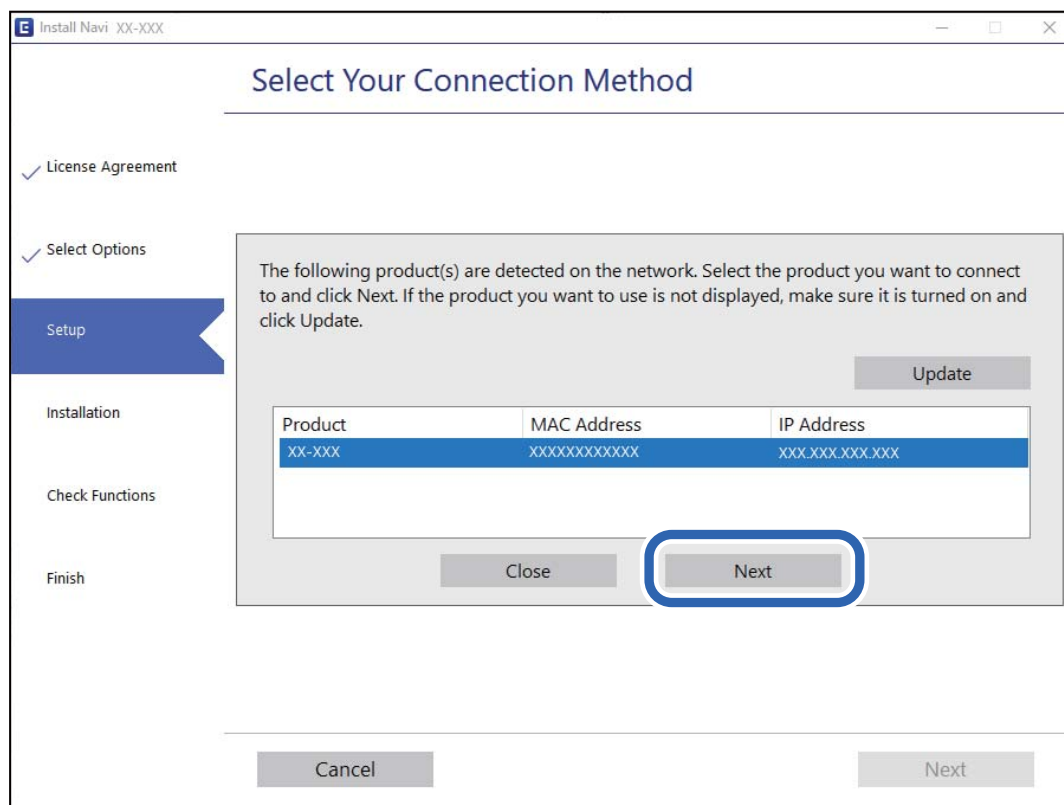 E Install Navi XX-XXX
Select Your Connection Method
License Agreement
Select Options
Setup
Installation
Check Functions
Finish
The following product(s) are detected on the network. Select the product you want to connect
to and click Next. If the product you want to use is not displayed, make sure it is turned on and
click Update.
Update
Product MAC Address IP Address
XX-XXX XXXXXXXXXXXX XXX.XXX.XXX.XXX
Close Next
Cancel Next